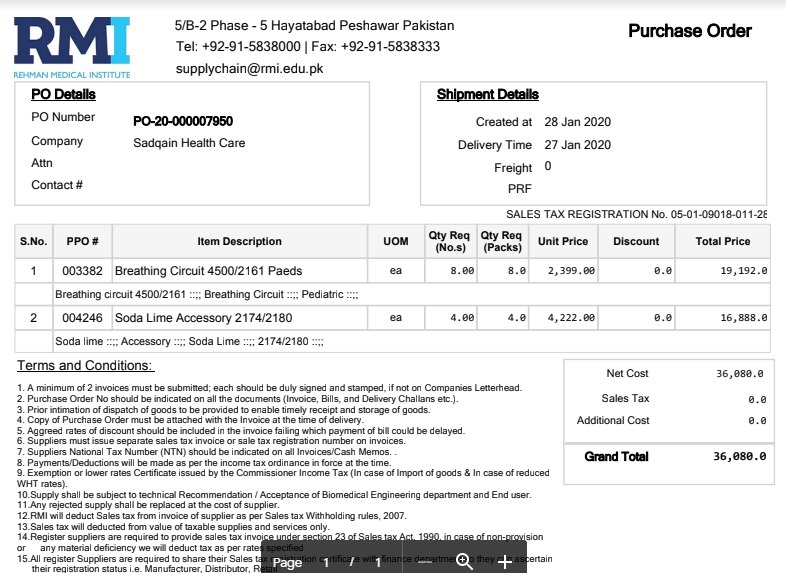 RMI
REHMAN MEDICAL INSTITUTE
5/B-2 Phase - 5 Hayatabad Peshawar Pakistan
Tel: +92-91-5838000 | Fax: +92-91-5838333
supplychain@rmi.edu.pk
Purchase Order
PO Details
PO Number PO-20-000007950
Company Sadqain Health Care
Attn
Contact #
Shipment Details
Created at 28 Jan 2020
Delivery Time 27 Jan 2020
Freight 0
PRF
SALES TAX REGISTRATION No. 05-01-09018-011-28
S.No. PPO # Item Description UOM Qty Req (No.s) Qty Req (Packs) Unit Price Discount Total Price
1 003382 Breathing Circuit 4500/2161 Paeds ea 8.00 8.0 2,399.00 0.0 19,192.0
Breathing circuit 4500/2161 ::;; Breathing Circuit ::;; Pediatric ::;;
2 004246 Soda Lime Accessory 2174/2180 ea 4.00 4.0 4,222.00 0.0 16,888.0
Soda lime ::;; Accessory ::;; Soda Lime ::;; 2174/2180 ::;;
Terms and Conditions:
1. A minimum of 2 invoices must be submitted; each should be duly signed and stamped, if not on Companies Letterhead.
2. Purchase Order No should be indicated on all the documents (Invoice, Bills, and Delivery Challans etc.).
3. Prior intimation of dispatch of goods to be provided to enable timely receipt and storage of goods.
4. Copy of Purchase Order must be attached with the Invoice at the time of delivery.
5. Aggreed rates of discount should be included in the invoice failing which payment of bill could be delayed.
6. Suppliers must issue separate sales tax invoice or sale tax registration number on invoices.
7. Suppliers National Tax Number (NTN) should be indicated on all Invoices/Cash Memos. .
8. Payments/Deductions will be made as per the income tax ordinance in force at the time.
9. Exemption or lower rates Certificate issued by the Commissioner Income Tax (In case of Import of goods & In case of reduced
WHT rates).
10.Supply shall be subject to technical Recommendation / Acceptance of Biomedical Engineering department and End user.
11.Any rejected supply shall be replaced at the cost of supplier.
12.RMI will deduct Sales tax from invoice of supplier as per Sales tax Withholding rules, 2007.
13.Sales tax will deducted from value of taxable supplies and services only.
14.Register suppliers are required to provide sales tax invoice under section 23 of Sales tax Act, 1990, in case of non-provision
or any material deficiency we will deduct tax as per rates specified
15.All register Suppliers are required to share their Sales tax registration certificate with finance department so they can ascertain
their registration status i.e. Manufacturer, Distributor, Retail
Net Cost 36,080.0
Sales Tax 0.0
Additional Cost 0.0
Grand Total 36,080.0
Page 1 / 1